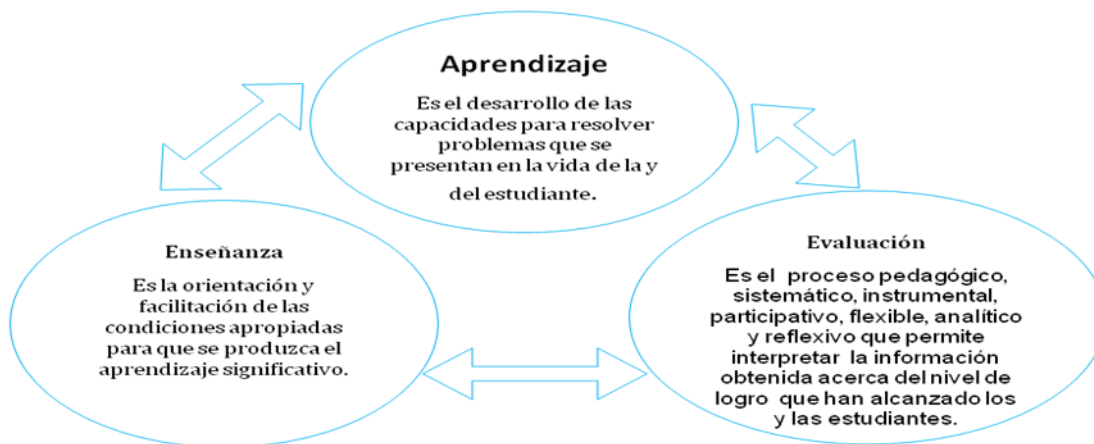 Aprendizaje
Es el desarrollo de las
capacidades para resolver
problemas que se
presentan en la vida de la y
del estudiante.
Enseñanza
Es la orientación y
facilitación de las
condiciones apropiadas
para que se produzca el
aprendizaje significativo.
Evaluación
Es el proceso pedagógico,
sistemático, instrumental,
participativo, flexible, analítico
y reflexivo que permite
interpretar la información
obtenida acerca del nivel de
logro que han alcanzado los
y las estudiantes.